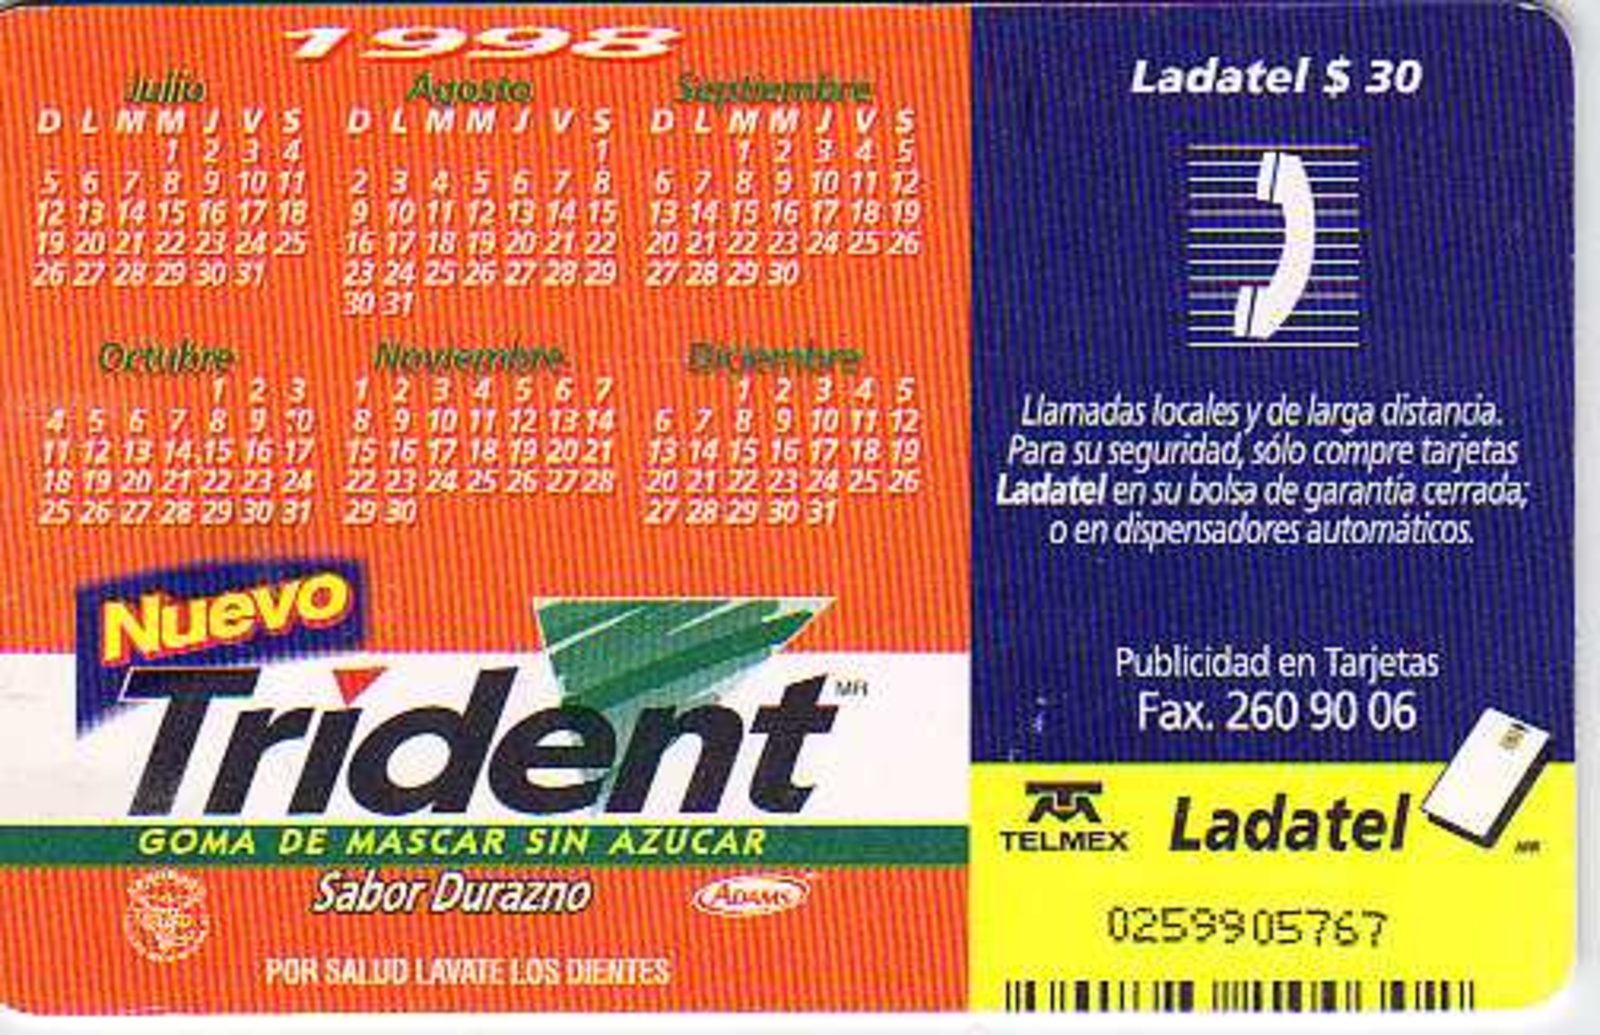 1998
Julio
D L M M J V S
1 2 3 4
5 6 7 8 9 10 11
12 13 14 15 16 17 18
19 20 21 22 23 24 25
26 27 28 29 30 31
Agosto
D L M M J V S
1
2 3 4 5 6 7 8
9 10 11 12 13 14 15
16 17 18 19 20 21 22
23 24 25 26 27 28 29
30 31
Septiembre
D L M M J V S
1 2 3 4 5
6 7 8 9 10 11 12
13 14 15 16 17 18 19
20 21 22 23 24 25 26
27 28 29 30
Octubre
1 2 3
4 5 6 7 8 9 10
11 12 13 14 15 16 17
18 19 20 21 22 23 24
25 26 27 28 29 30 31
Noviembre
1 2 3 4 5 6 7
8 9 10 11 12 13 14
15 16 17 18 19 20 21
22 23 24 25 26 27 28
29 30
Diciembre
1 2 3 4 5
6 7 8 9 10 11 12
13 14 15 16 17 18 19
20 21 22 23 24 25 26
27 28 29 30 31
Nuevo
Trident MR
GOMA DE MASCAR SIN AZUCAR
Sabor Durazno
ADAMS
POR SALUD LAVATE LOS DIENTES
Ladatel $ 30
Llamadas locales y de larga distancia.
Para su seguridad, sólo compre tarjetas
Ladatel en su bolsa de garantía cerrada;
o en dispensadores automáticos.
Publicidad en Tarjetas
Fax. 260 90 06
TELMEX
Ladatel MR
0259905767